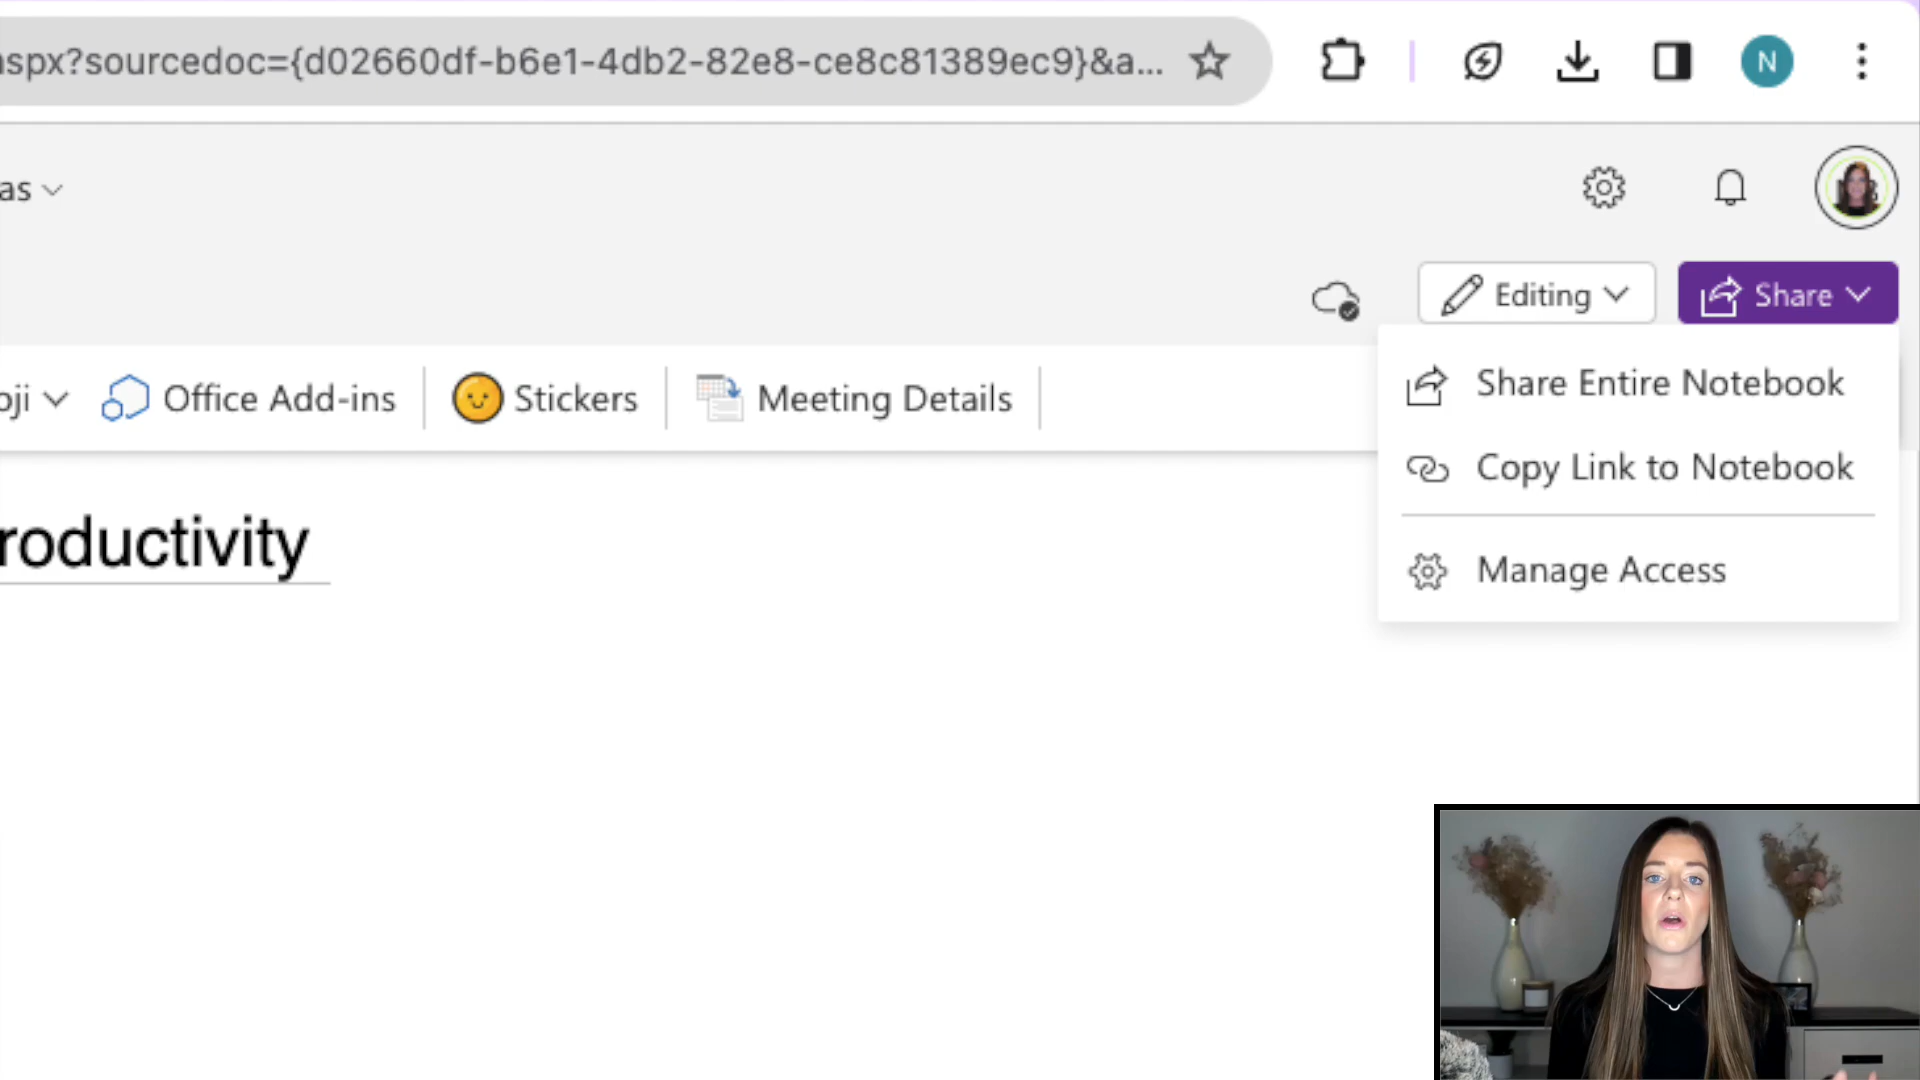 spx?sourcedoc={d02660df-b6e1-4db2-82e8-ce8c81389ec9}&a...
N
as
Editing
Share
oji
Office Add-ins
Stickers
Meeting Details
Share Entire Notebook
Copy Link to Notebook
Manage Access
roductivity